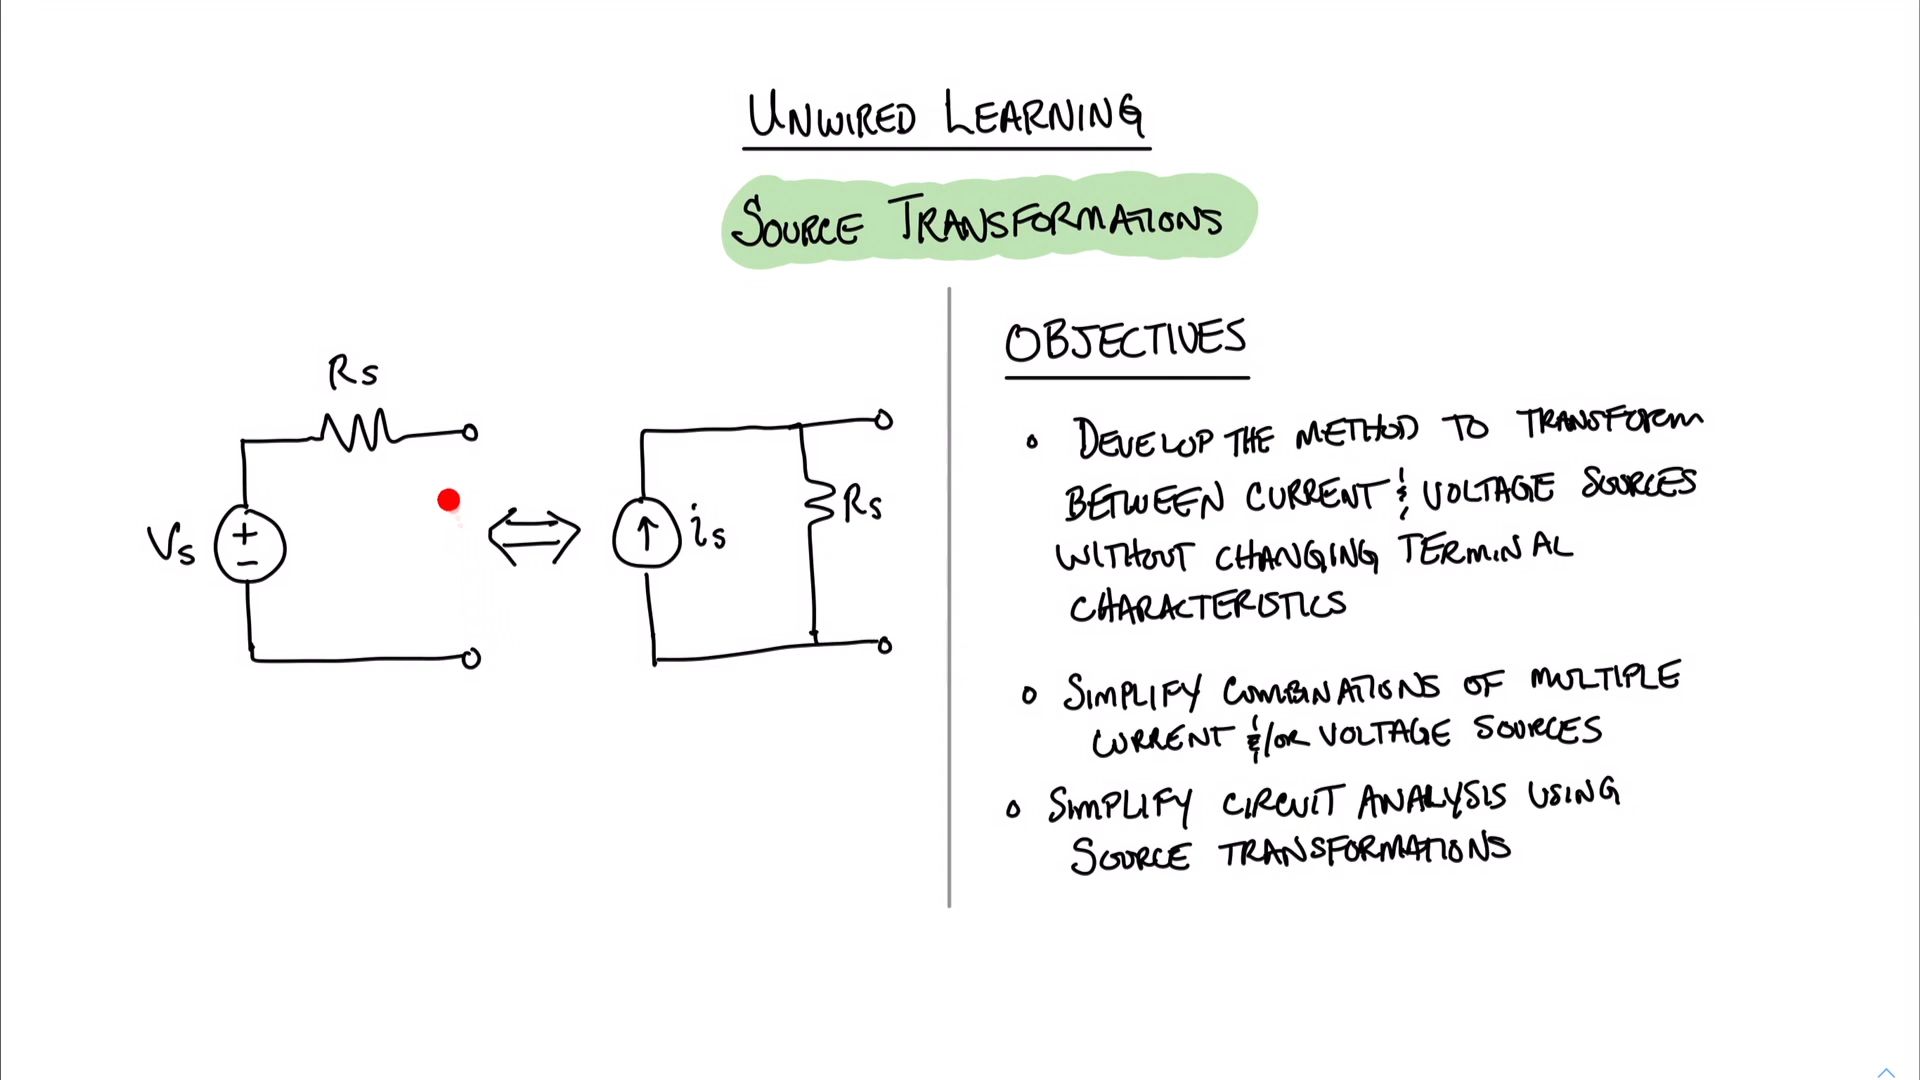 UNWIRED LEARNING
SOURCE TRANSFORMATIONS
Rs
Vs
+
−
is
Rs
OBJECTIVES
○ DEVELOP THE METHOD TO TRANSFORM
BETWEEN CURRENT & VOLTAGE SOURCES
WITHOUT CHANGING TERMINAL
CHARACTERISTICS
○ SIMPLIFY COMBINATIONS OF MULTIPLE
CURRENT &/OR VOLTAGE SOURCES
○ SIMPLIFY CIRCUIT ANALYSIS USING
SOURCE TRANSFORMATIONS